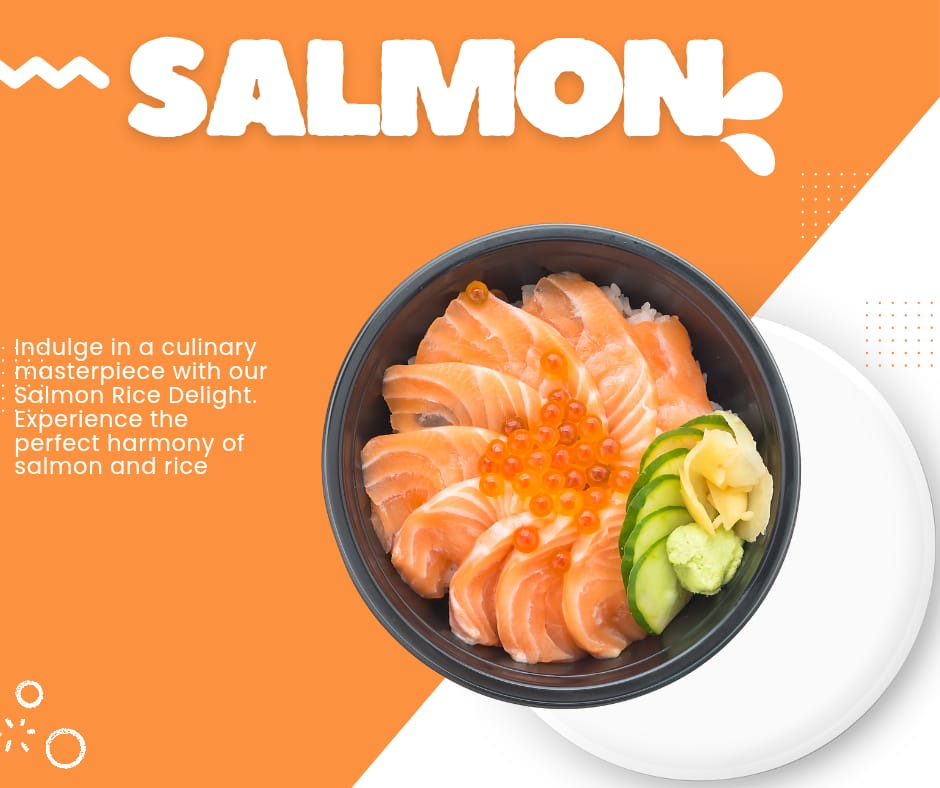 SALMON
Indulge in a culinary
masterpiece with our
Salmon Rice Delight.
Experience the
perfect harmony of
salmon and rice